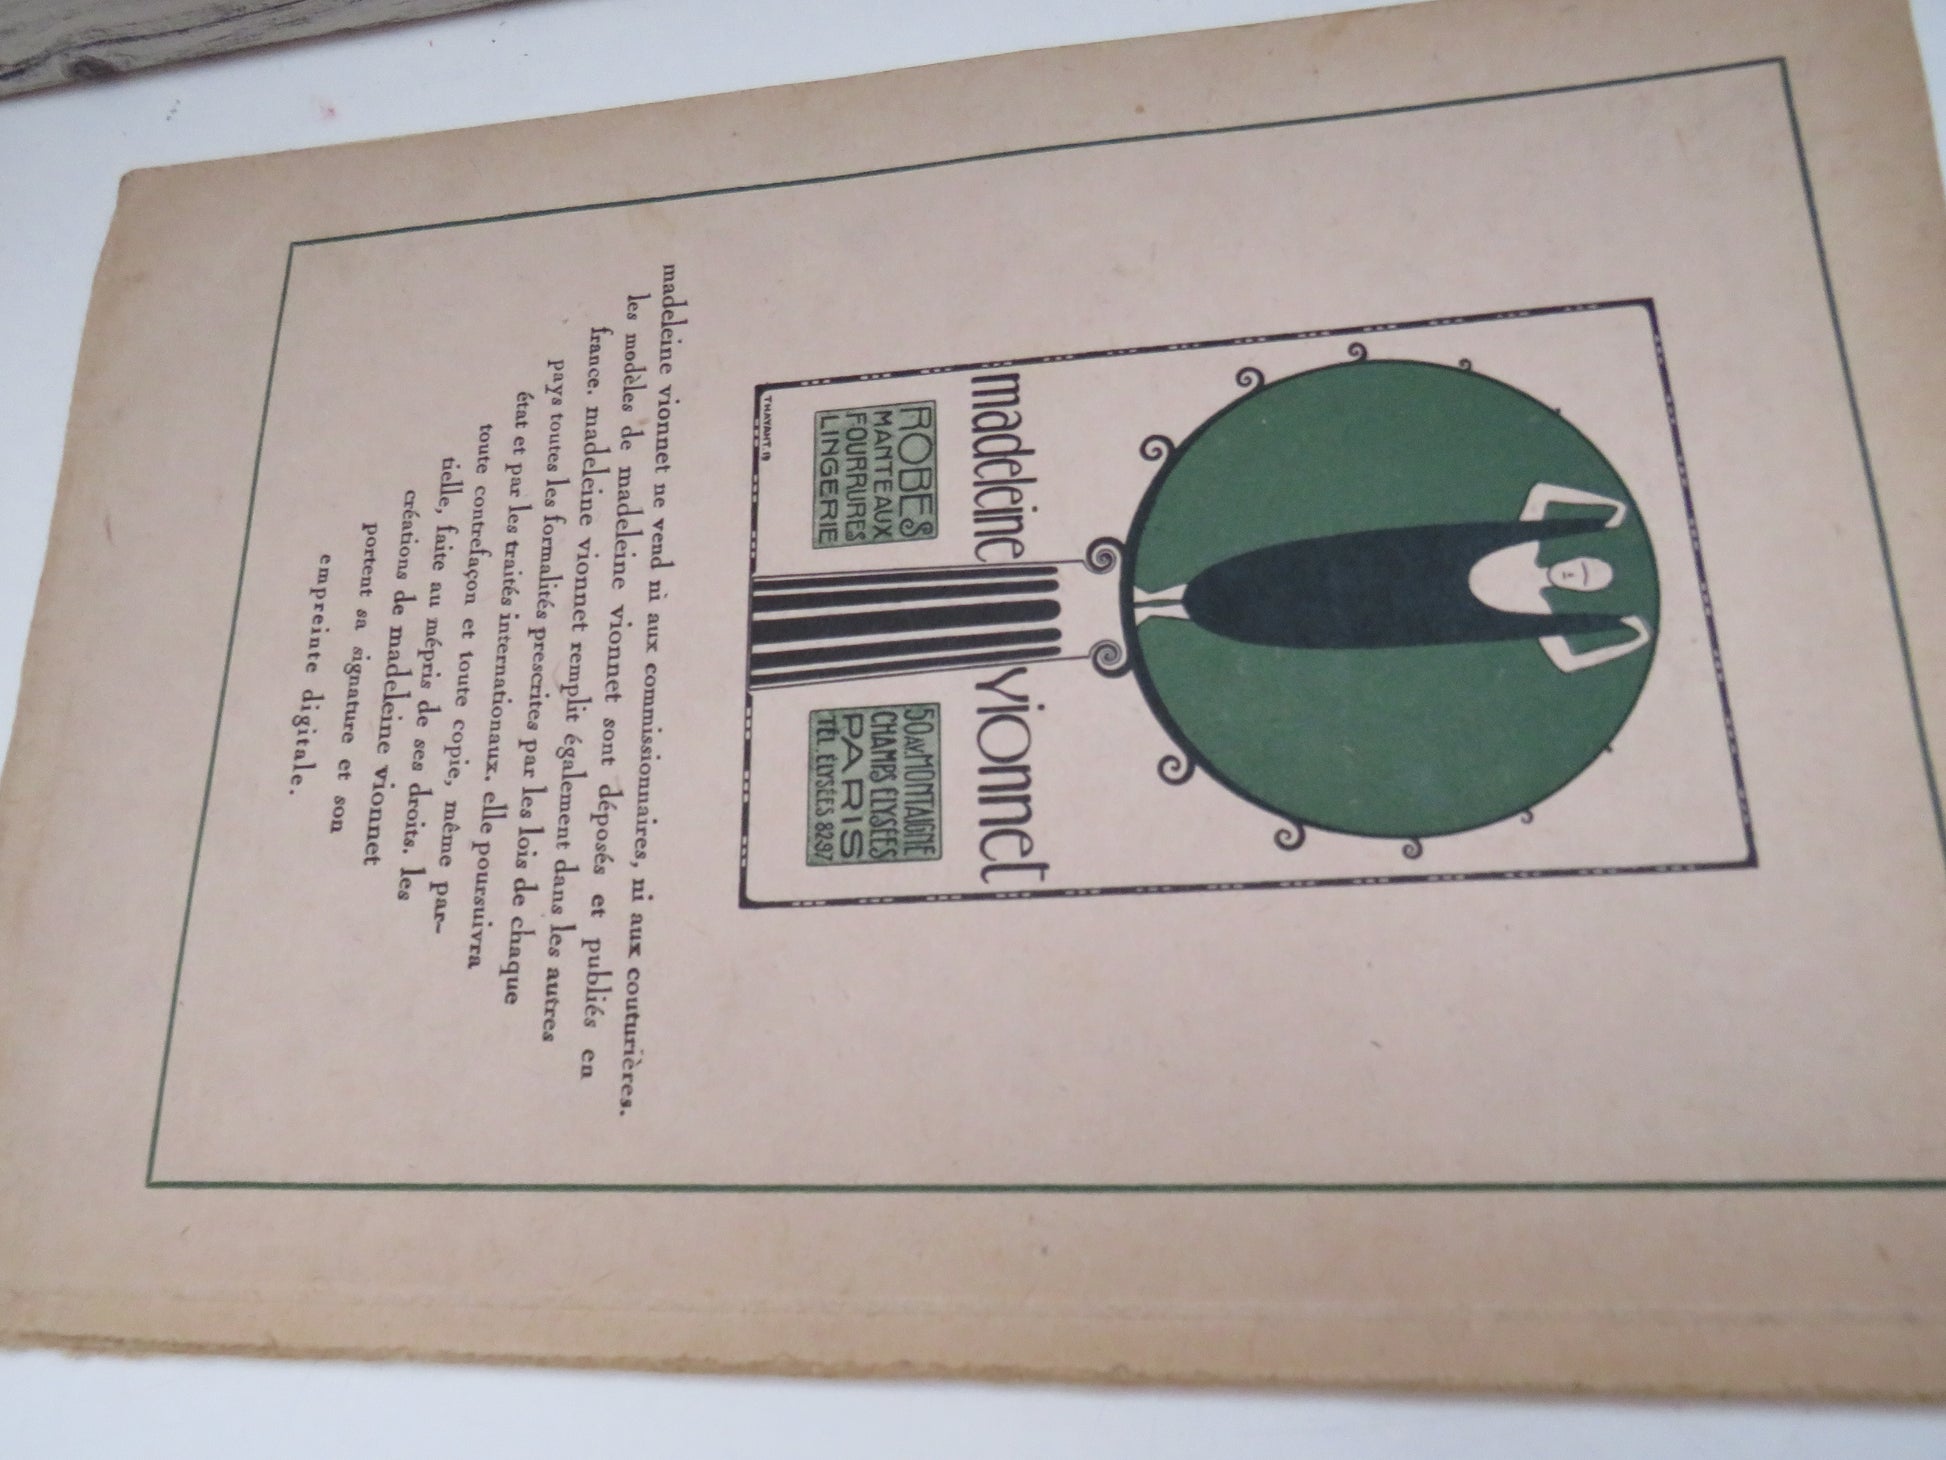 madeleine vionnet
ROBES
MANTEAUX
FOURRURES
LINGERIE
50 AV. MONTAIGNE
CHAMPS ELYSÉES
PARIS
TÉL. ÉLYSÉES 82.97
THAYAHT.
madeleine vionnet ne vend ni aux commissionnaires, ni aux couturières.
les modèles de madeleine vionnet sont déposés et publiés en
france. madeleine vionnet remplit également dans les autres
pays toutes les formalités prescrites par les lois de chaque
état et par les traités internationaux. elle poursuivra
toute contrefaçon et toute copie, même par-
tielle, faite au mépris de ses droits. les
créations de madeleine vionnet
portent sa signature et son
empreinte digitale.